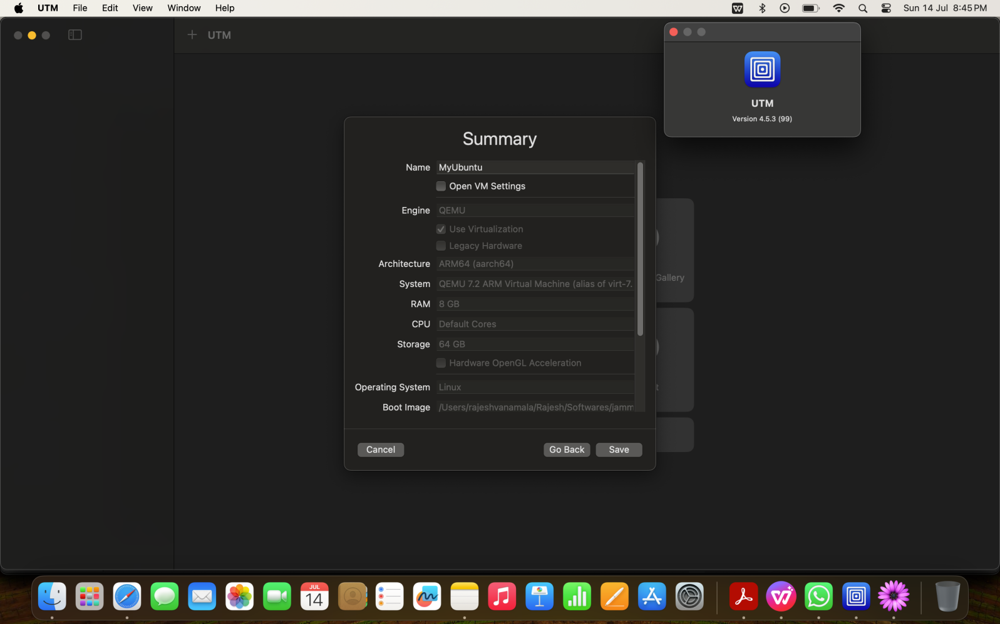 UTM File Edit View Window Help Sun 14 Jul 8:45 PM
UTM
UTM
Version 4.5.3 (99)
Summary
Name MyUbuntu
Open VM Settings
Engine QEMU
Use Virtualization
Legacy Hardware
Architecture ARM64 (aarch64)
System QEMU 7.2 ARM Virtual Machine (alias of virt-7.
RAM 8 GB
CPU Default Cores
Storage 64 GB
Hardware OpenGL Acceleration
Operating System Linux
Boot Image /Users/rajeshvanamala/Rajesh/Softwares/jamm
Gallery
t
Cancel Go Back Save
JUL
14